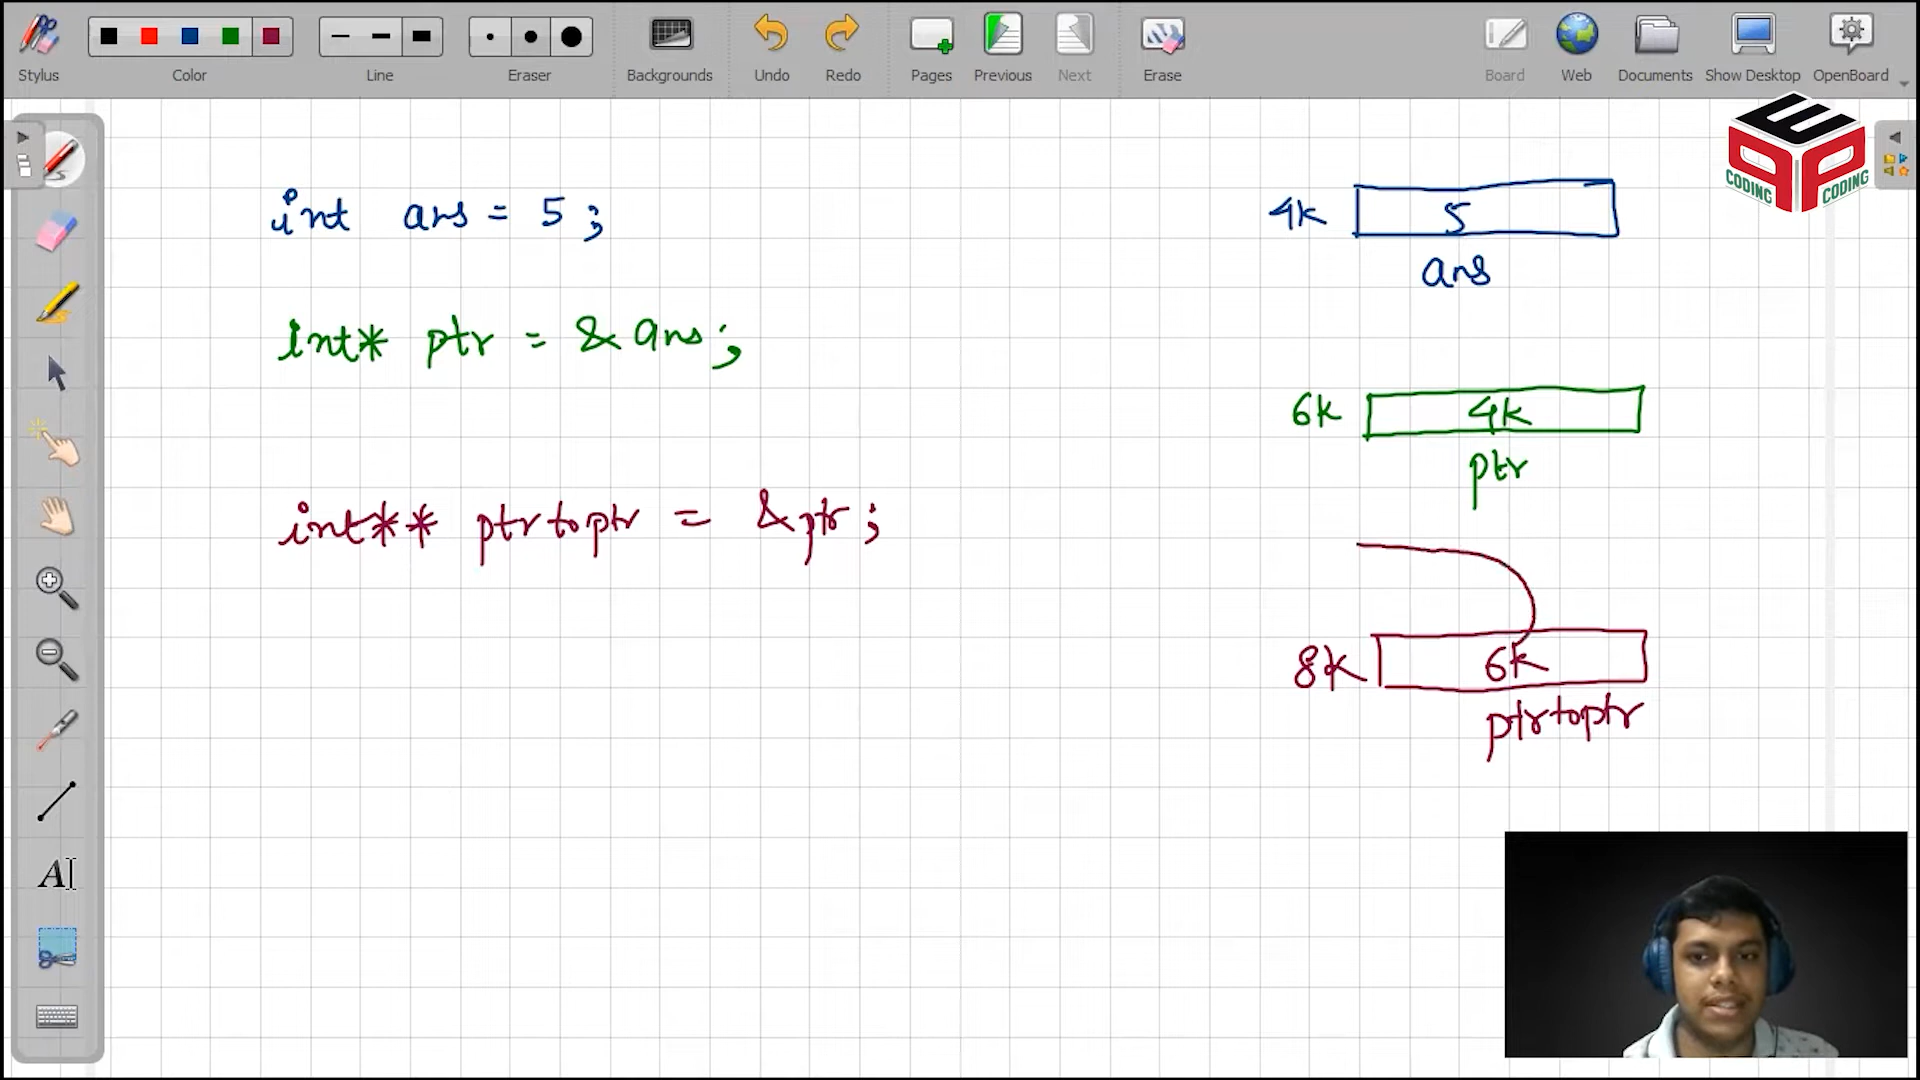 Stylus
Color
Line
Eraser
Backgrounds
Undo
Redo
Pages
Previous
Next
Erase
Board
Web
Documents
Show Desktop
OpenBoard
PEP
CODING CODING
int ans = 5 ;
4K 5
ans
int* ptr = & ans ;
6K 4K
ptr
int** ptrtoptr = &ptr ;
8K 6K
ptrtoptr
A